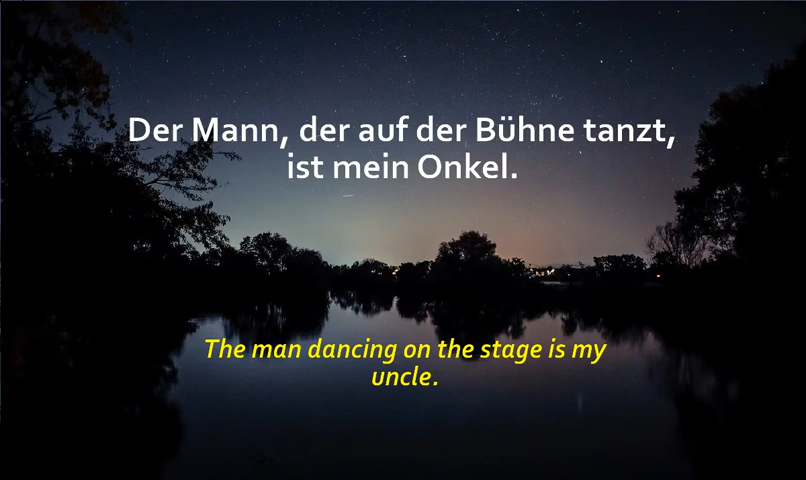 Der Mann, der auf der Bühne tanzt,
ist mein Onkel.
The man dancing on the stage is my
uncle.